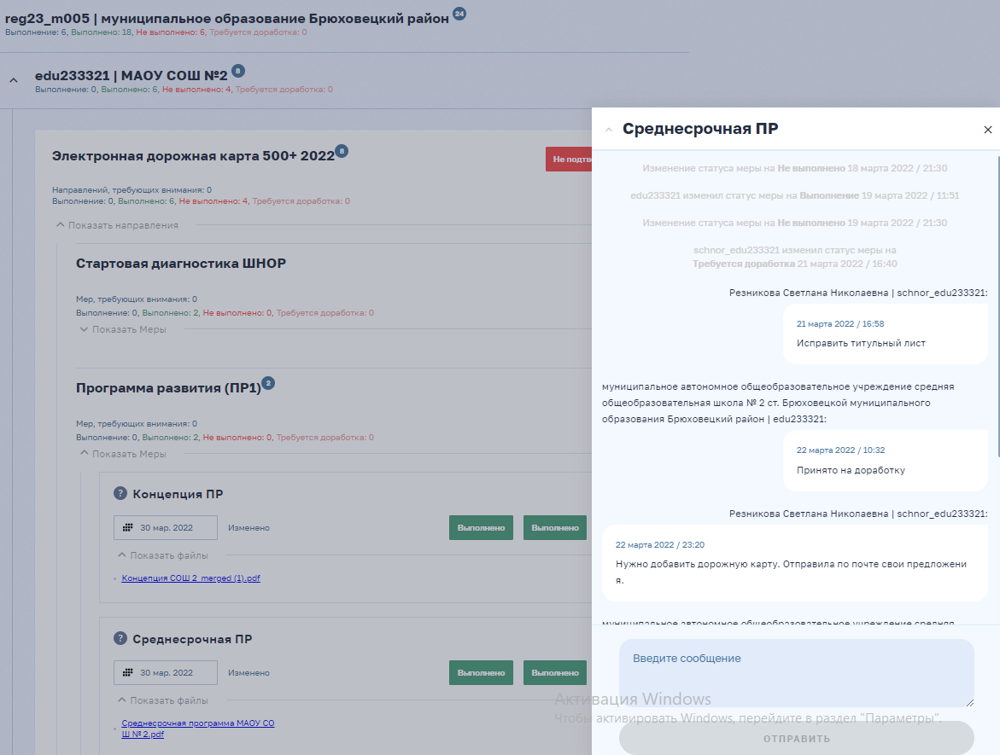 reg23_m005 | муниципальное образование Брюховецкий район 24
Выполнение: 6, Выполнено: 18, Не выполнено: 6, Требуется доработка: 0
edu233321 | МАОУ СОШ №2 8
Выполнение: 0, Выполнено: 6, Не выполнено: 4, Требуется доработка: 0
Электронная дорожная карта 500+ 2022 8
Не подтв
Направлений, требующих внимания: 0
Выполнение: 0, Выполнено: 6, Не выполнено: 4, Требуется доработка: 0
Показать направления
Стартовая диагностика ШНОР
Мер, требующих внимания: 0
Выполнение: 0, Выполнено: 2, Не выполнено: 0, Требуется доработка: 0
Показать Меры
Программа развития (ПР1) 2
Мер, требующих внимания: 0
Выполнение: 0, Выполнено: 2, Не выполнено: 0, Требуется доработка: 0
Показать Меры
? Концепция ПР
30 мар. 2022 Изменено Выполнено Выполнено
Показать файлы
Концепция СОШ 2_merged (1).pdf
? Среднесрочная ПР
30 мар. 2022 Изменено Выполнено Выполнено
Показать файлы
Среднесрочная программа МАОУ СО
Ш № 2.pdf
Среднесрочная ПР
Изменение статуса меры на Не выполнено 18 марта 2022 / 21:30
edu233321 изменил статус меры на Выполнение 19 марта 2022 / 11:51
Изменение статуса меры на Не выполнено 19 марта 2022 / 21:30
schnor_edu233321 изменил статус меры на
Требуется доработка 21 марта 2022 / 16:40
Резникова Светлана Николаевна | schnor_edu233321:
21 марта 2022 / 16:58
Исправить титульный лист
муниципальное автономное общеобразовательное учреждение средняя
общеобразовательная школа № 2 ст. Брюховецкой муниципального
образования Брюховецкий район | edu233321:
22 марта 2022 / 10:32
Принято на доработку
Резникова Светлана Николаевна | schnor_edu233321:
22 марта 2022 / 23:20
Нужно добавить дорожную карту. Отправила по почте свои предложени
я.
муниципальное автономное общеобразовательное учреждение средняя
Введите сообщение
Активация Windows
Чтобы активировать Windows, перейдите в раздел "Параметры".
ОТПРАВИТЬ